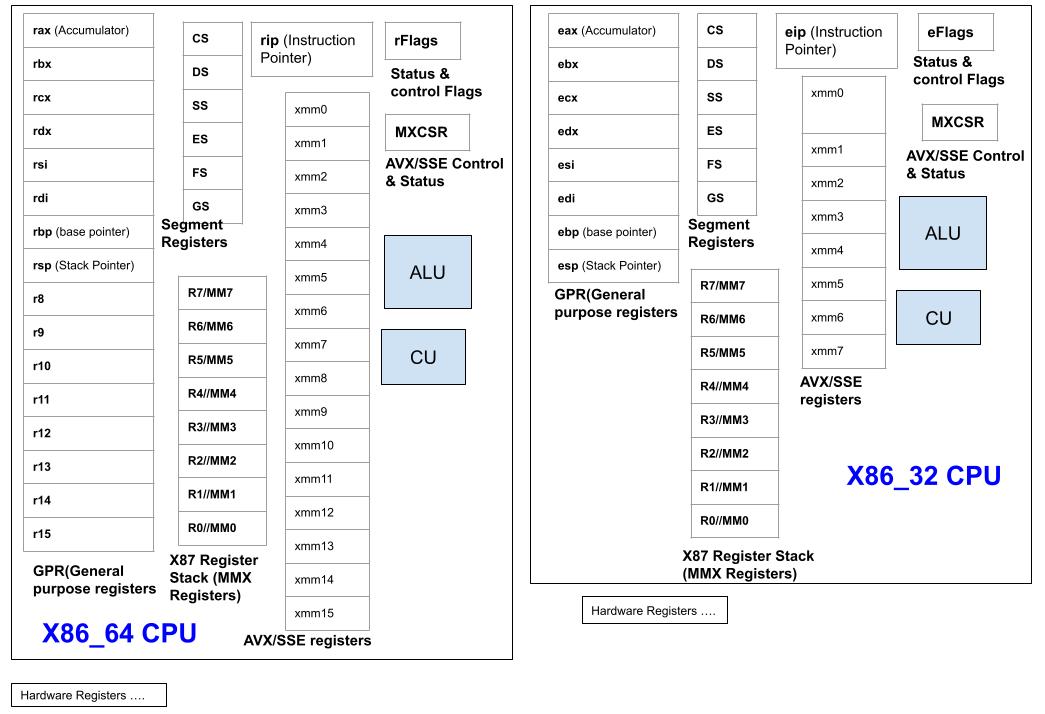 rax (Accumulator)
rbx
rcx
rdx
rsi
rdi
rbp (base pointer)
rsp (Stack Pointer)
r8
r9
r10
r11
r12
r13
r14
r15
GPR(General
purpose registers
CS
DS
SS
ES
FS
GS
Segment
Registers
R7/MM7
R6/MM6
R5/MM5
R4//MM4
R3//MM3
R2//MM2
R1//MM1
R0//MM0
X87 Register
Stack (MMX
Registers)
rip (Instruction
Pointer)
xmm0
xmm1
xmm2
xmm3
xmm4
xmm5
xmm6
xmm7
xmm8
xmm9
xmm10
xmm11
xmm12
xmm13
xmm14
xmm15
AVX/SSE registers
rFlags
Status &
control Flags
MXCSR
AVX/SSE Control
& Status
ALU
CU
X86_64 CPU
Hardware Registers ….
eax (Accumulator)
ebx
ecx
edx
esi
edi
ebp (base pointer)
esp (Stack Pointer)
GPR(General
purpose registers
CS
DS
SS
ES
FS
GS
Segment
Registers
R7/MM7
R6/MM6
R5/MM5
R4//MM4
R3//MM3
R2//MM2
R1//MM1
R0//MM0
X87 Register Stack
(MMX Registers)
eip (Instruction
Pointer)
xmm0
xmm1
xmm2
xmm3
xmm4
xmm5
xmm6
xmm7
AVX/SSE
registers
eFlags
Status &
control Flags
MXCSR
AVX/SSE Control
& Status
ALU
CU
X86_32 CPU
Hardware Registers ….